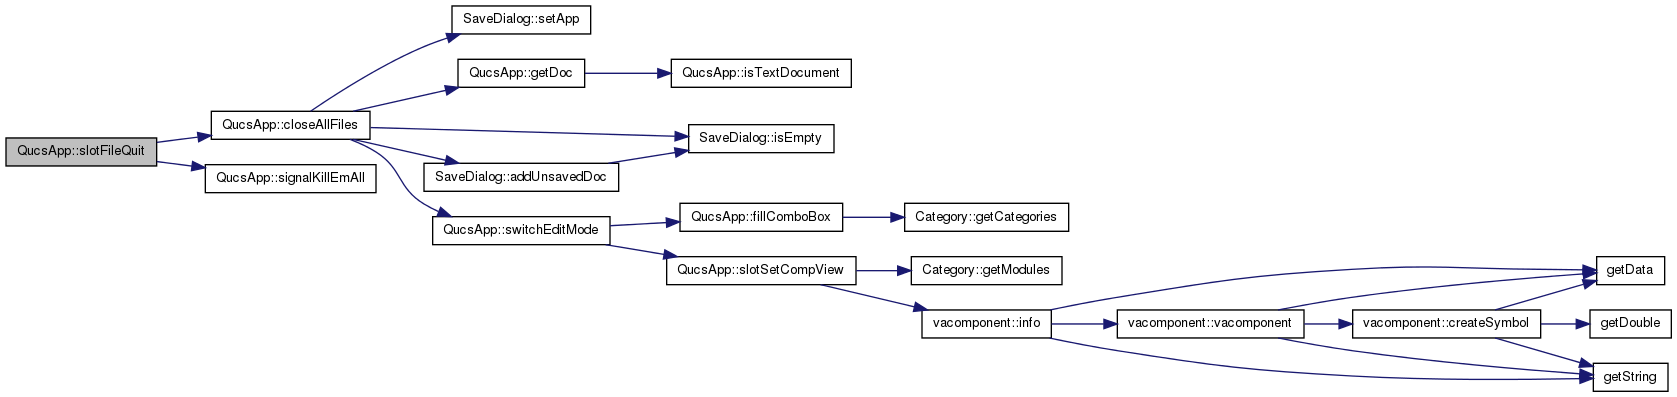 SaveDialog::setApp
QucsApp::getDoc
QucsApp::isTextDocument
QucsApp::closeAllFiles
SaveDialog::isEmpty
QucsApp::slotFileQuit
QucsApp::signalKillEmAll
SaveDialog::addUnsavedDoc
QucsApp::switchEditMode
QucsApp::fillComboBox
Category::getCategories
QucsApp::slotSetCompView
Category::getModules
getData
vacomponent::info
vacomponent::vacomponent
vacomponent::createSymbol
getDouble
getString